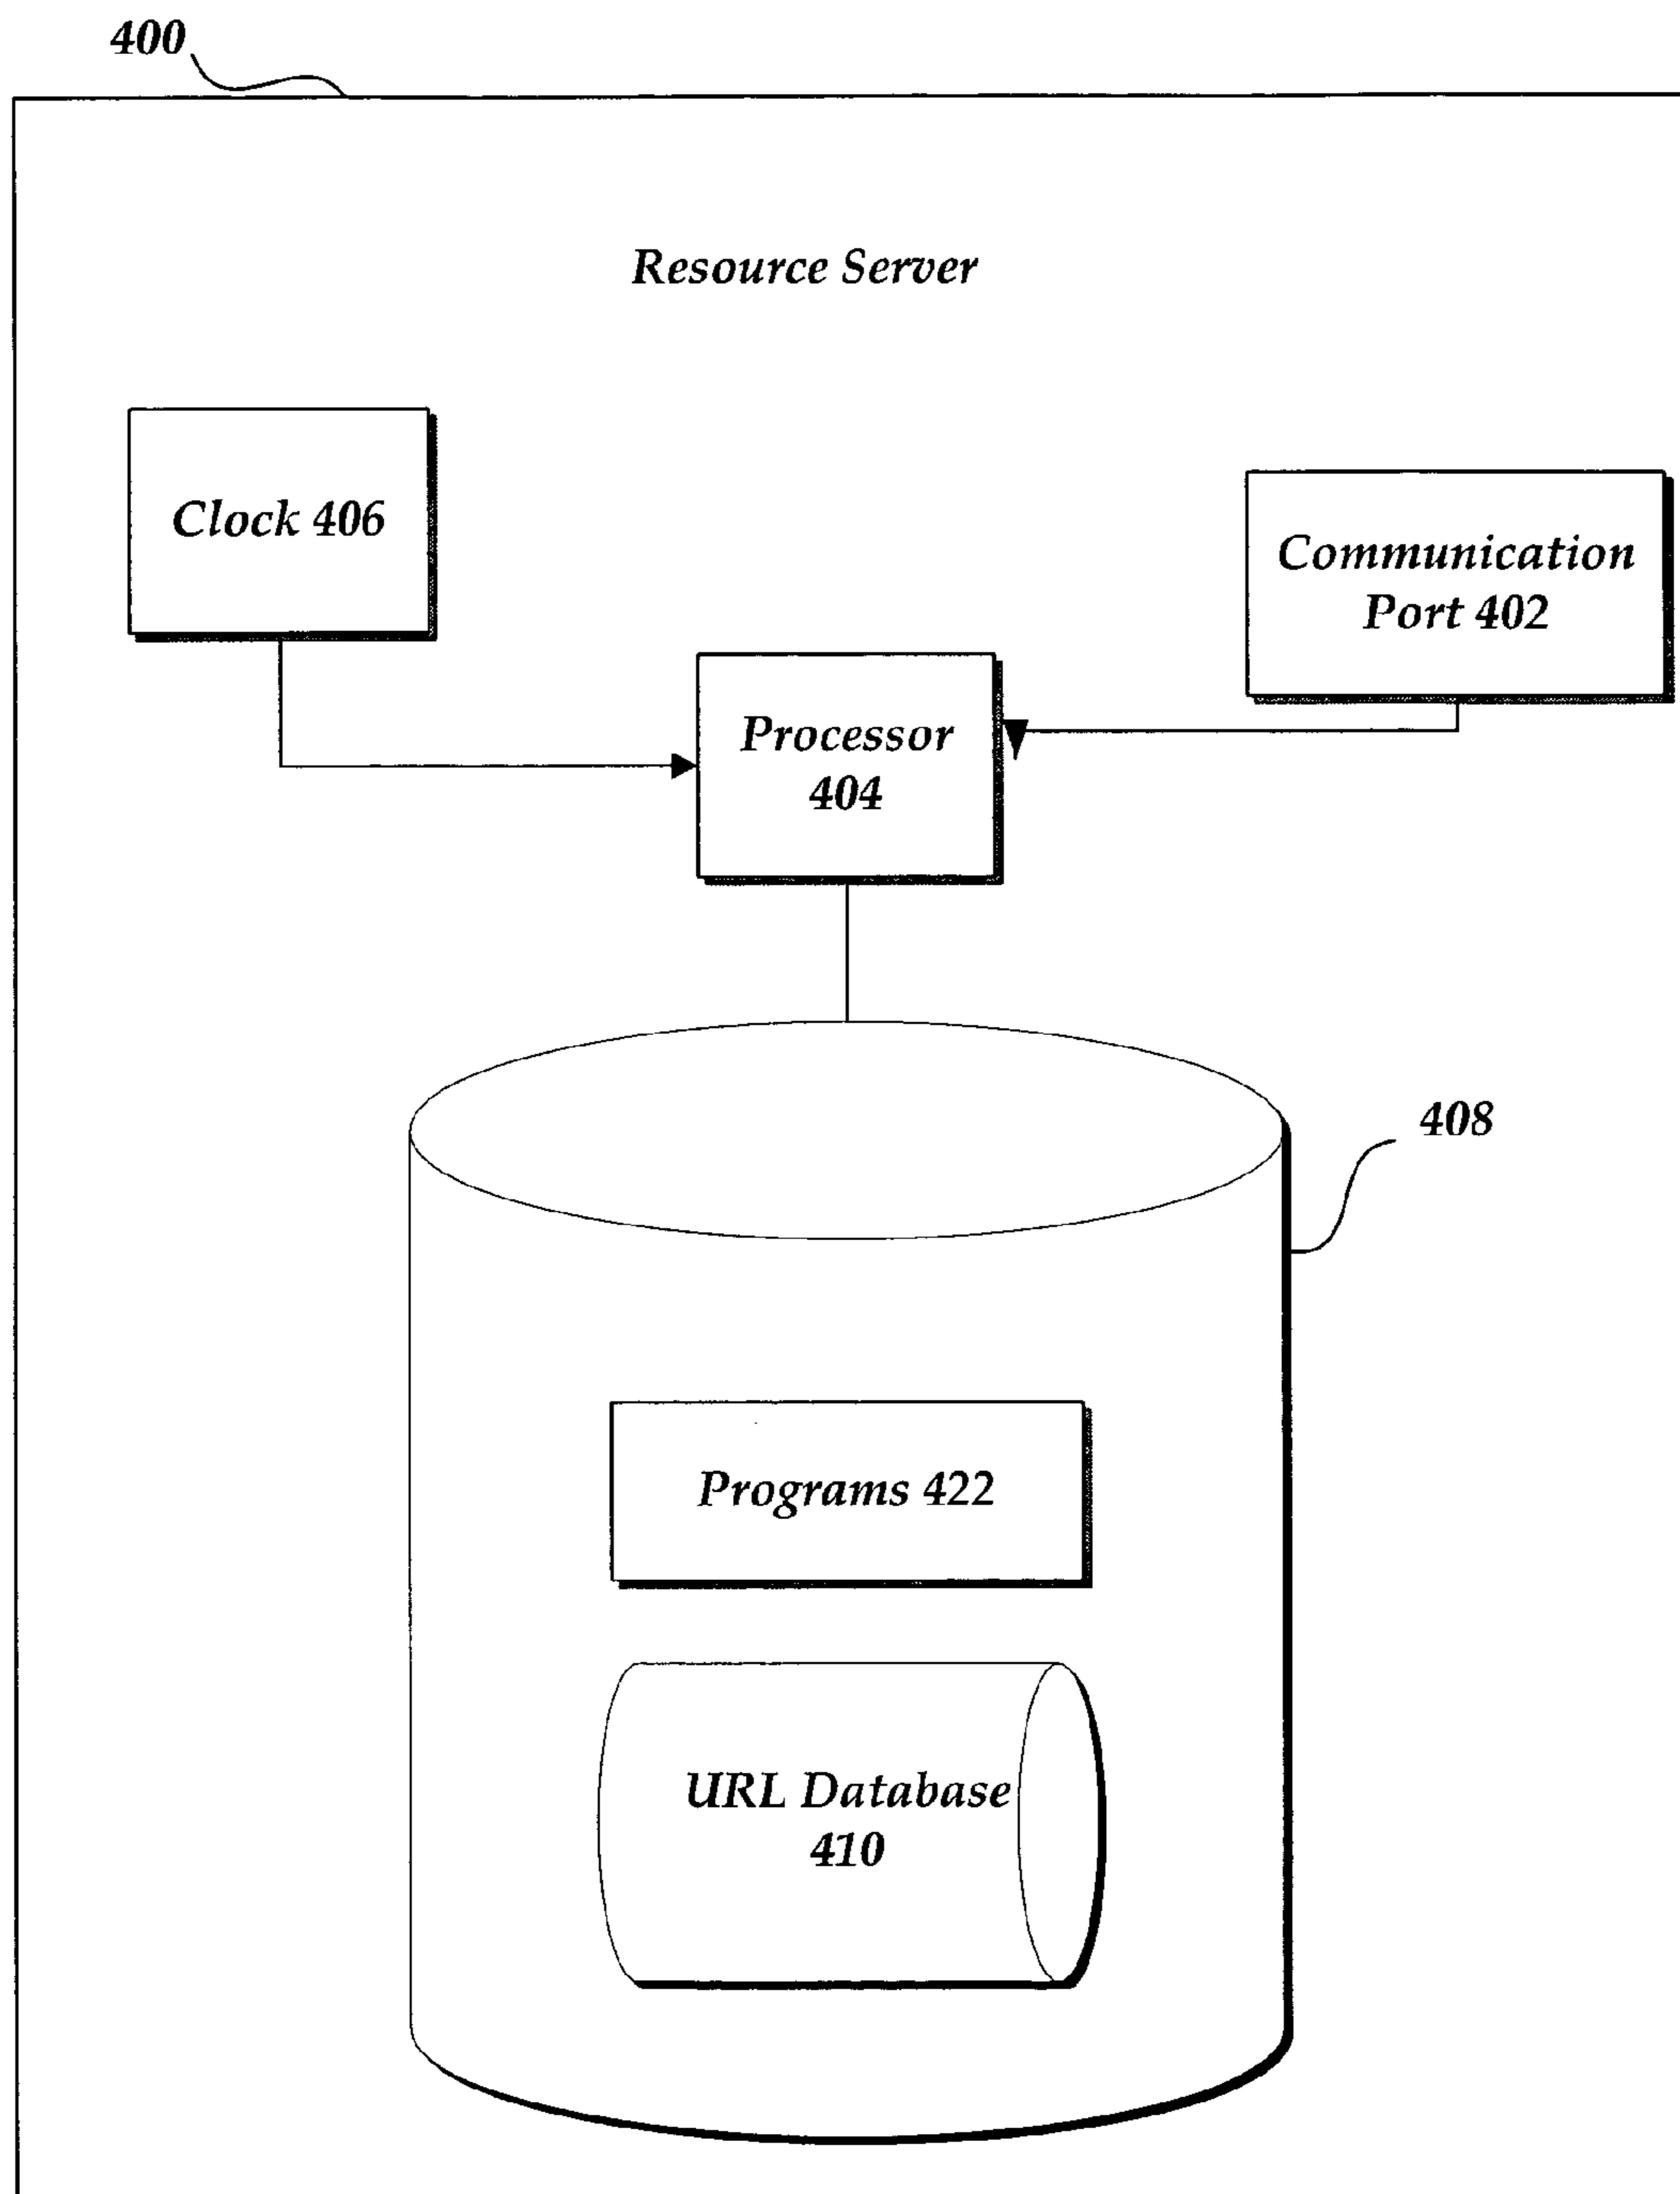 400
Resource Server
Clock 406
Communication
Port 402
Processor
404
408
Programs 422
URL Database
410